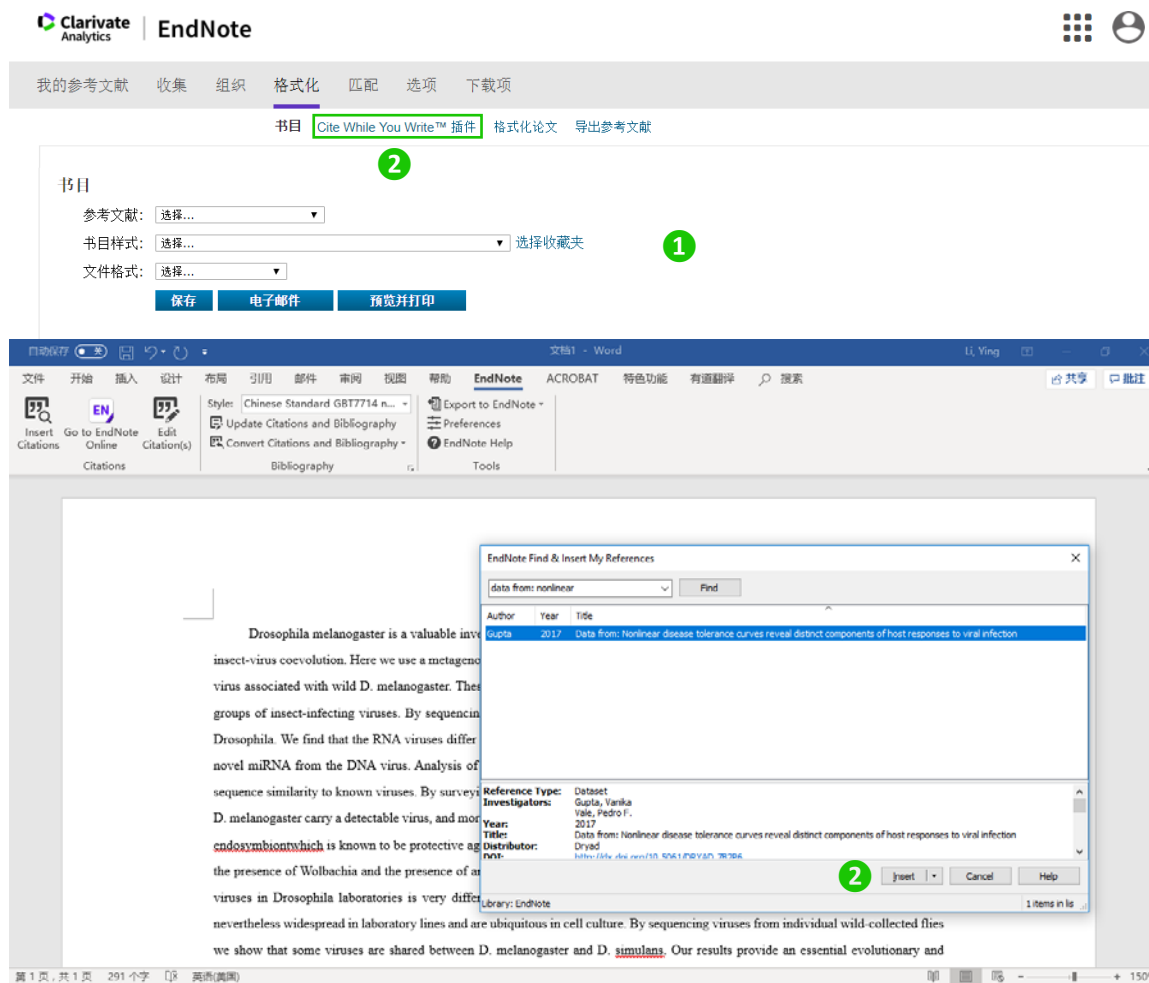 Clarivate
Analytics
EndNote
我的参考文献 收集 组织 格式化 匹配 选项 下载项
书目 Cite While You Write™ 插件 格式化论文 导出参考文献
2
书目
参考文献: 选择...
书目样式: 选择... 选择收藏夹
1
文件格式: 选择...
保存 电子邮件 预览并打印
自动保存 关 文档1 - Word Li, Ying
文件 开始 插入 设计 布局 引用 邮件 审阅 视图 帮助 EndNote ACROBAT 特色功能 有道翻译 搜索 共享 批注
Insert Citations
Go to EndNote Online
Edit Citation(s)
Citations
Style: Chinese Standard GBT7714 n...
Update Citations and Bibliography
Convert Citations and Bibliography
Bibliography
Export to EndNote
Preferences
EndNote Help
Tools
EndNote Find & Insert My References
data from: nonlinear Find
Author Year Title
Gupta 2017 Data from: Nonlinear disease tolerance curves reveal distinct components of host responses to viral infection
Reference Type: Dataset
Investigators: Gupta, Vanika
Vale, Pedro F.
Year: 2017
Title: Data from: Nonlinear disease tolerance curves reveal distinct components of host responses to viral infection
Distributor: Dryad
DOI:
2
Insert Cancel Help
Library: EndNote 1 items in lis
Drosophila melanogaster is a valuable inve
insect-virus coevolution. Here we use a metageno
virus associated with wild D. melanogaster. Thes
groups of insect-infecting viruses. By sequencin
Drosophila. We find that the RNA viruses differ
novel miRNA from the DNA virus. Analysis of
sequence similarity to known viruses. By surveyi
D. melanogaster carry a detectable virus, and mor
endosymbiontwhich is known to be protective ag
the presence of Wolbachia and the presence of ar
viruses in Drosophila laboratories is very differ
nevertheless widespread in laboratory lines and are ubiquitous in cell culture. By sequencing viruses from individual wild-collected flies
we show that some viruses are shared between D. melanogaster and D. simulans. Our results provide an essential evolutionary and
第1页,共1页 291个字 英语(美国) 150%